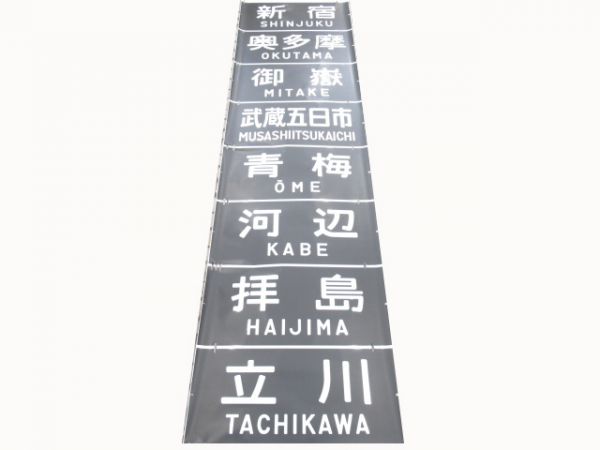 新宿
SHINJUKU
奥多摩
OKUTAMA
御嶽
MITAKE
武蔵五日市
MUSASHIITSUKAICHI
青梅
ŌME
河辺
KABE
拝島
HAIJIMA
立川
TACHIKAWA